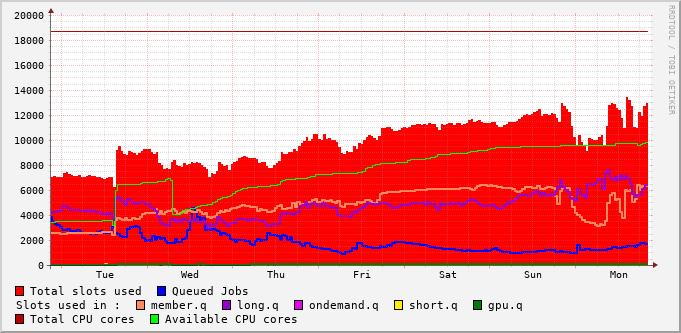 20000
18000
16000
14000
12000
10000
8000
6000
4000
2000
0
Tue Wed Thu Fri Sat Sun Mon
RRDTOOL / TOBI OETIKER
Total slots used Queued Jobs
Slots used in : member.q long.q ondemand.q short.q gpu.q
Total CPU cores Available CPU cores